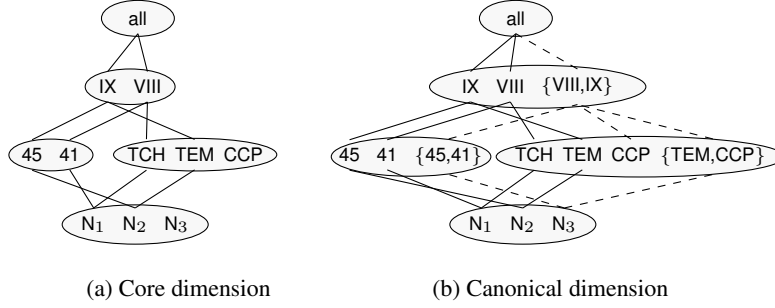 all all
IX VIII IX VIII {VIII,IX}
45 41 TCH TEM CCP 45 41 {45,41} TCH TEM CCP {TEM,CCP}
N₁ N₂ N₃ N₁ N₂ N₃
(a) Core dimension (b) Canonical dimension